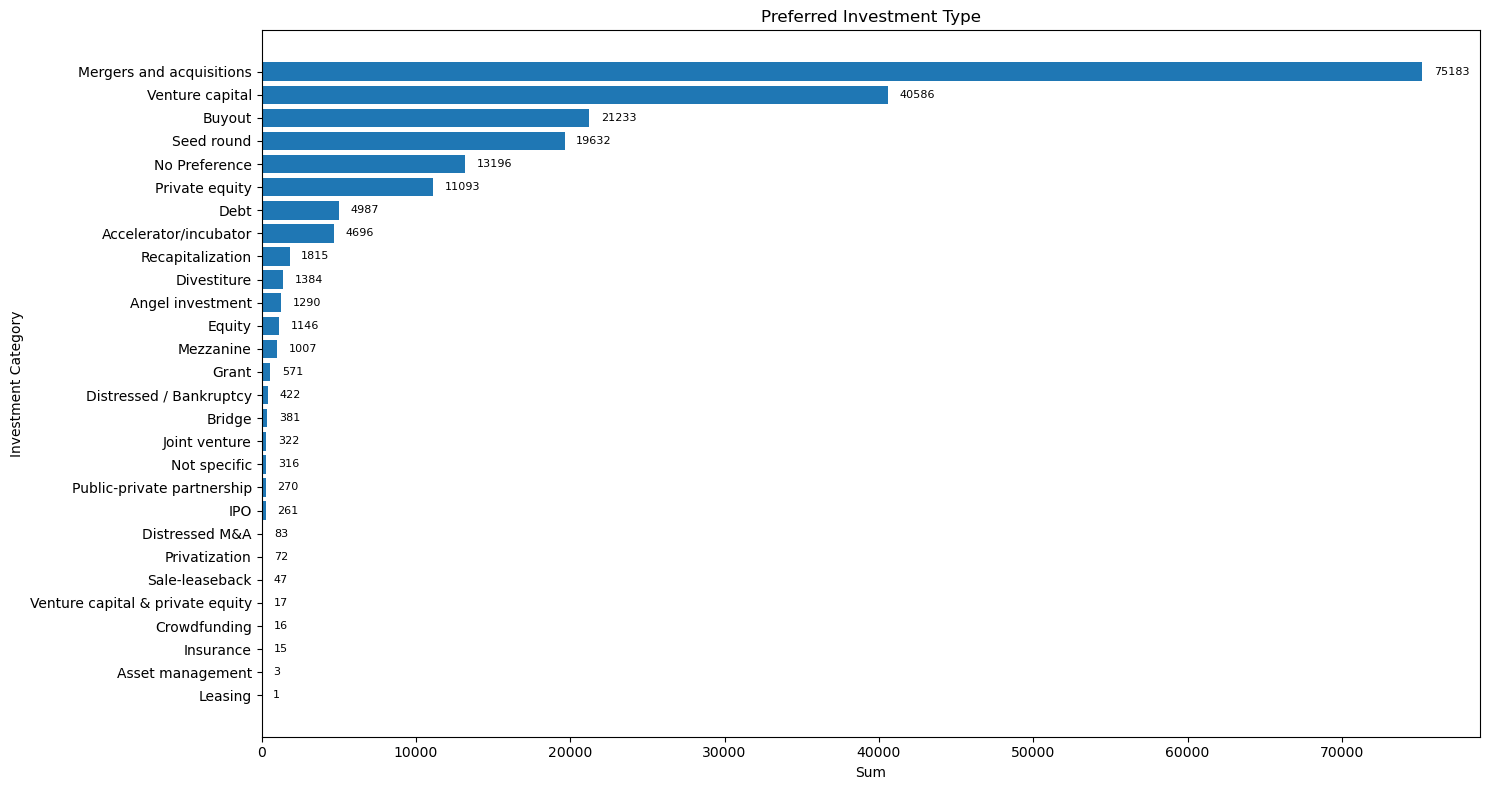 Preferred Investment Type
Investment Category
Mergers and acquisitions 75183
Venture capital 40586
Buyout 21233
Seed round 19632
No Preference 13196
Private equity 11093
Debt 4987
Accelerator/incubator 4696
Recapitalization 1815
Divestiture 1384
Angel investment 1290
Equity 1146
Mezzanine 1007
Grant 571
Distressed / Bankruptcy 422
Bridge 381
Joint venture 322
Not specific 316
Public-private partnership 270
IPO 261
Distressed M&A 83
Privatization 72
Sale-leaseback 47
Venture capital & private equity 17
Crowdfunding 16
Insurance 15
Asset management 3
Leasing 1
0 10000 20000 30000 40000 50000 60000 70000
Sum